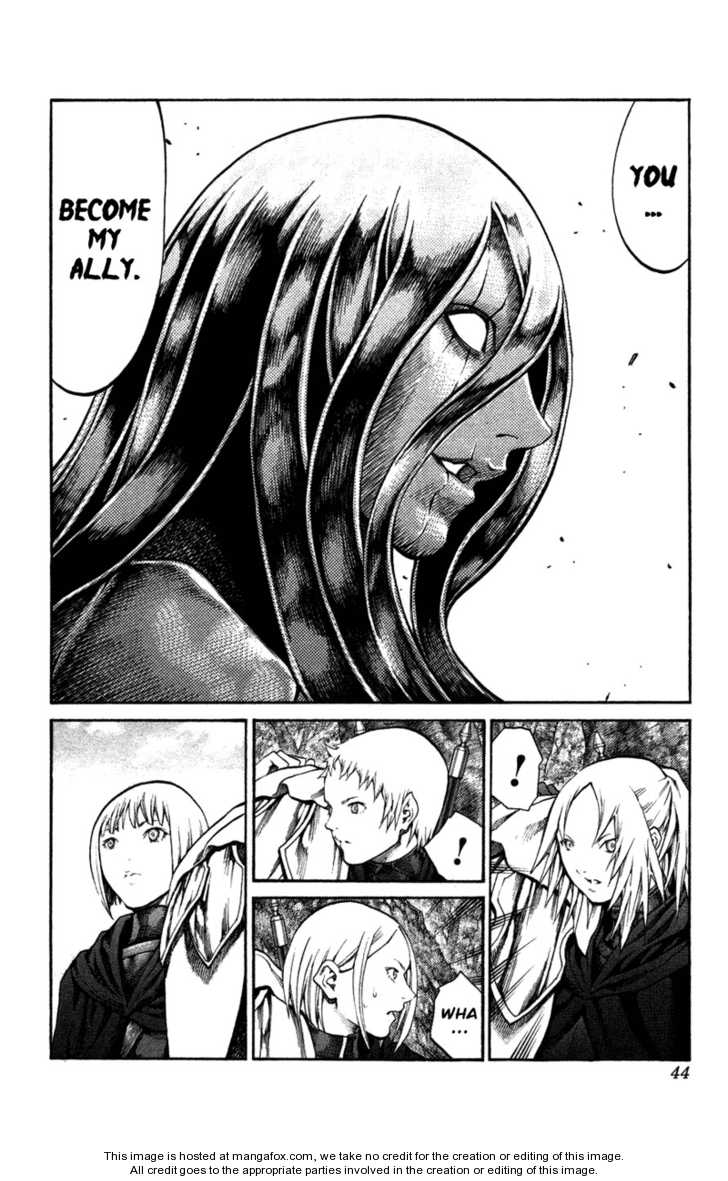 YOU
...
BECOME
MY
ALLY.
!
!
WHA
...
44
This image is hosted at mangafox.com, we take no credit for the creation or editing of this image.
All credit goes to the appropriate parties involved in the creation or editing of this image.